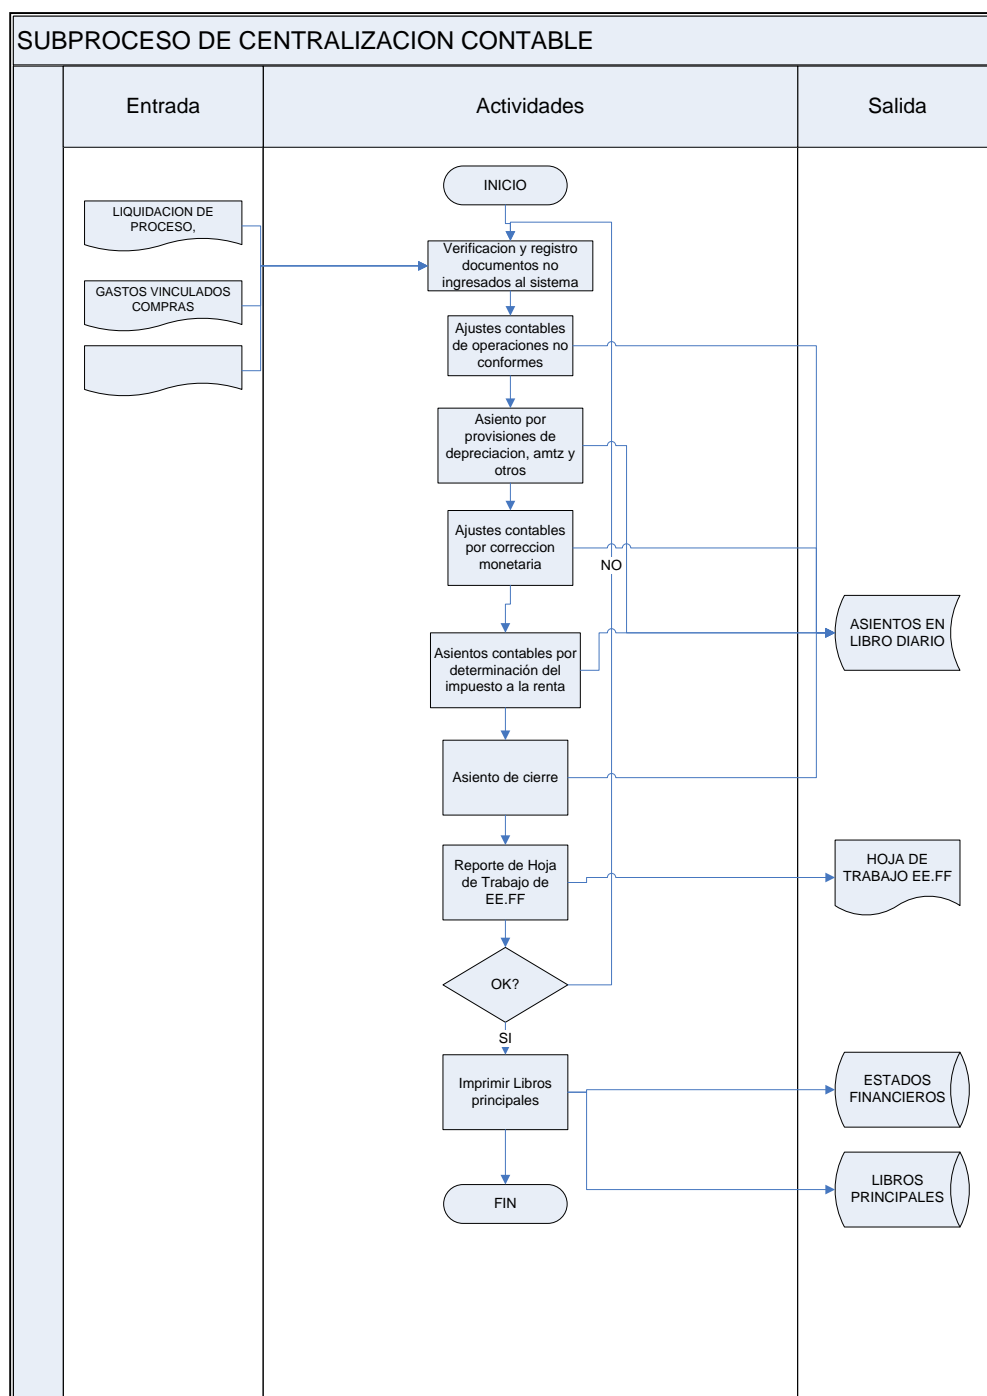 SUBPROCESO DE CENTRALIZACION CONTABLE
Entrada
Actividades
Salida
INICIO
LIQUIDACION DE
PROCESO,
Verificacion y registro
documentos no
ingresados al sistema
GASTOS VINCULADOS
COMPRAS
Ajustes contables
de operaciones no
conformes
Asiento por
provisiones de
depreciacion, amtz y
otros
Ajustes contables
por correccion
monetaria
NO
ASIENTOS EN
LIBRO DIARIO
Asientos contables por
determinación del
impuesto a la renta
Asiento de cierre
Reporte de Hoja
de Trabajo de
EE.FF
HOJA DE
TRABAJO EE.FF
OK?
SI
Imprimir Libros
principales
ESTADOS
FINANCIEROS
LIBROS
PRINCIPALES
FIN